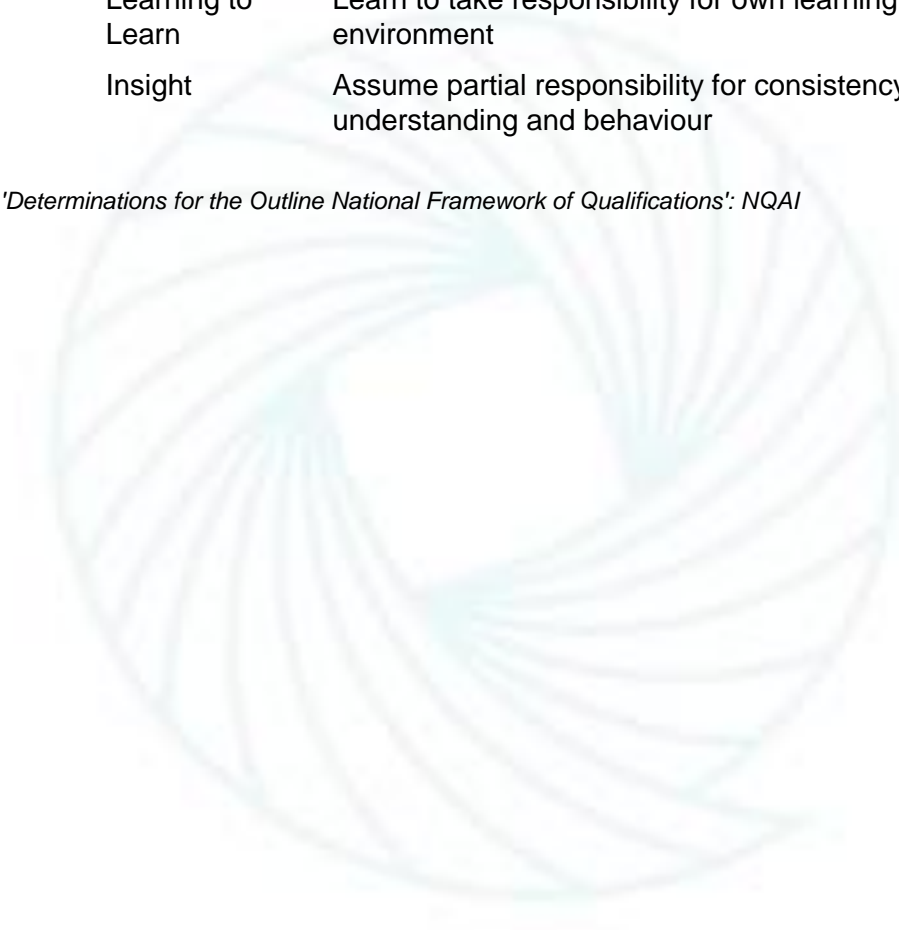 Learning to Learn to take responsibility for own learning
Learn environment
Insight Assume partial responsibility for consistency
understanding and behaviour
'Determinations for the Outline National Framework of Qualifications': NQAI